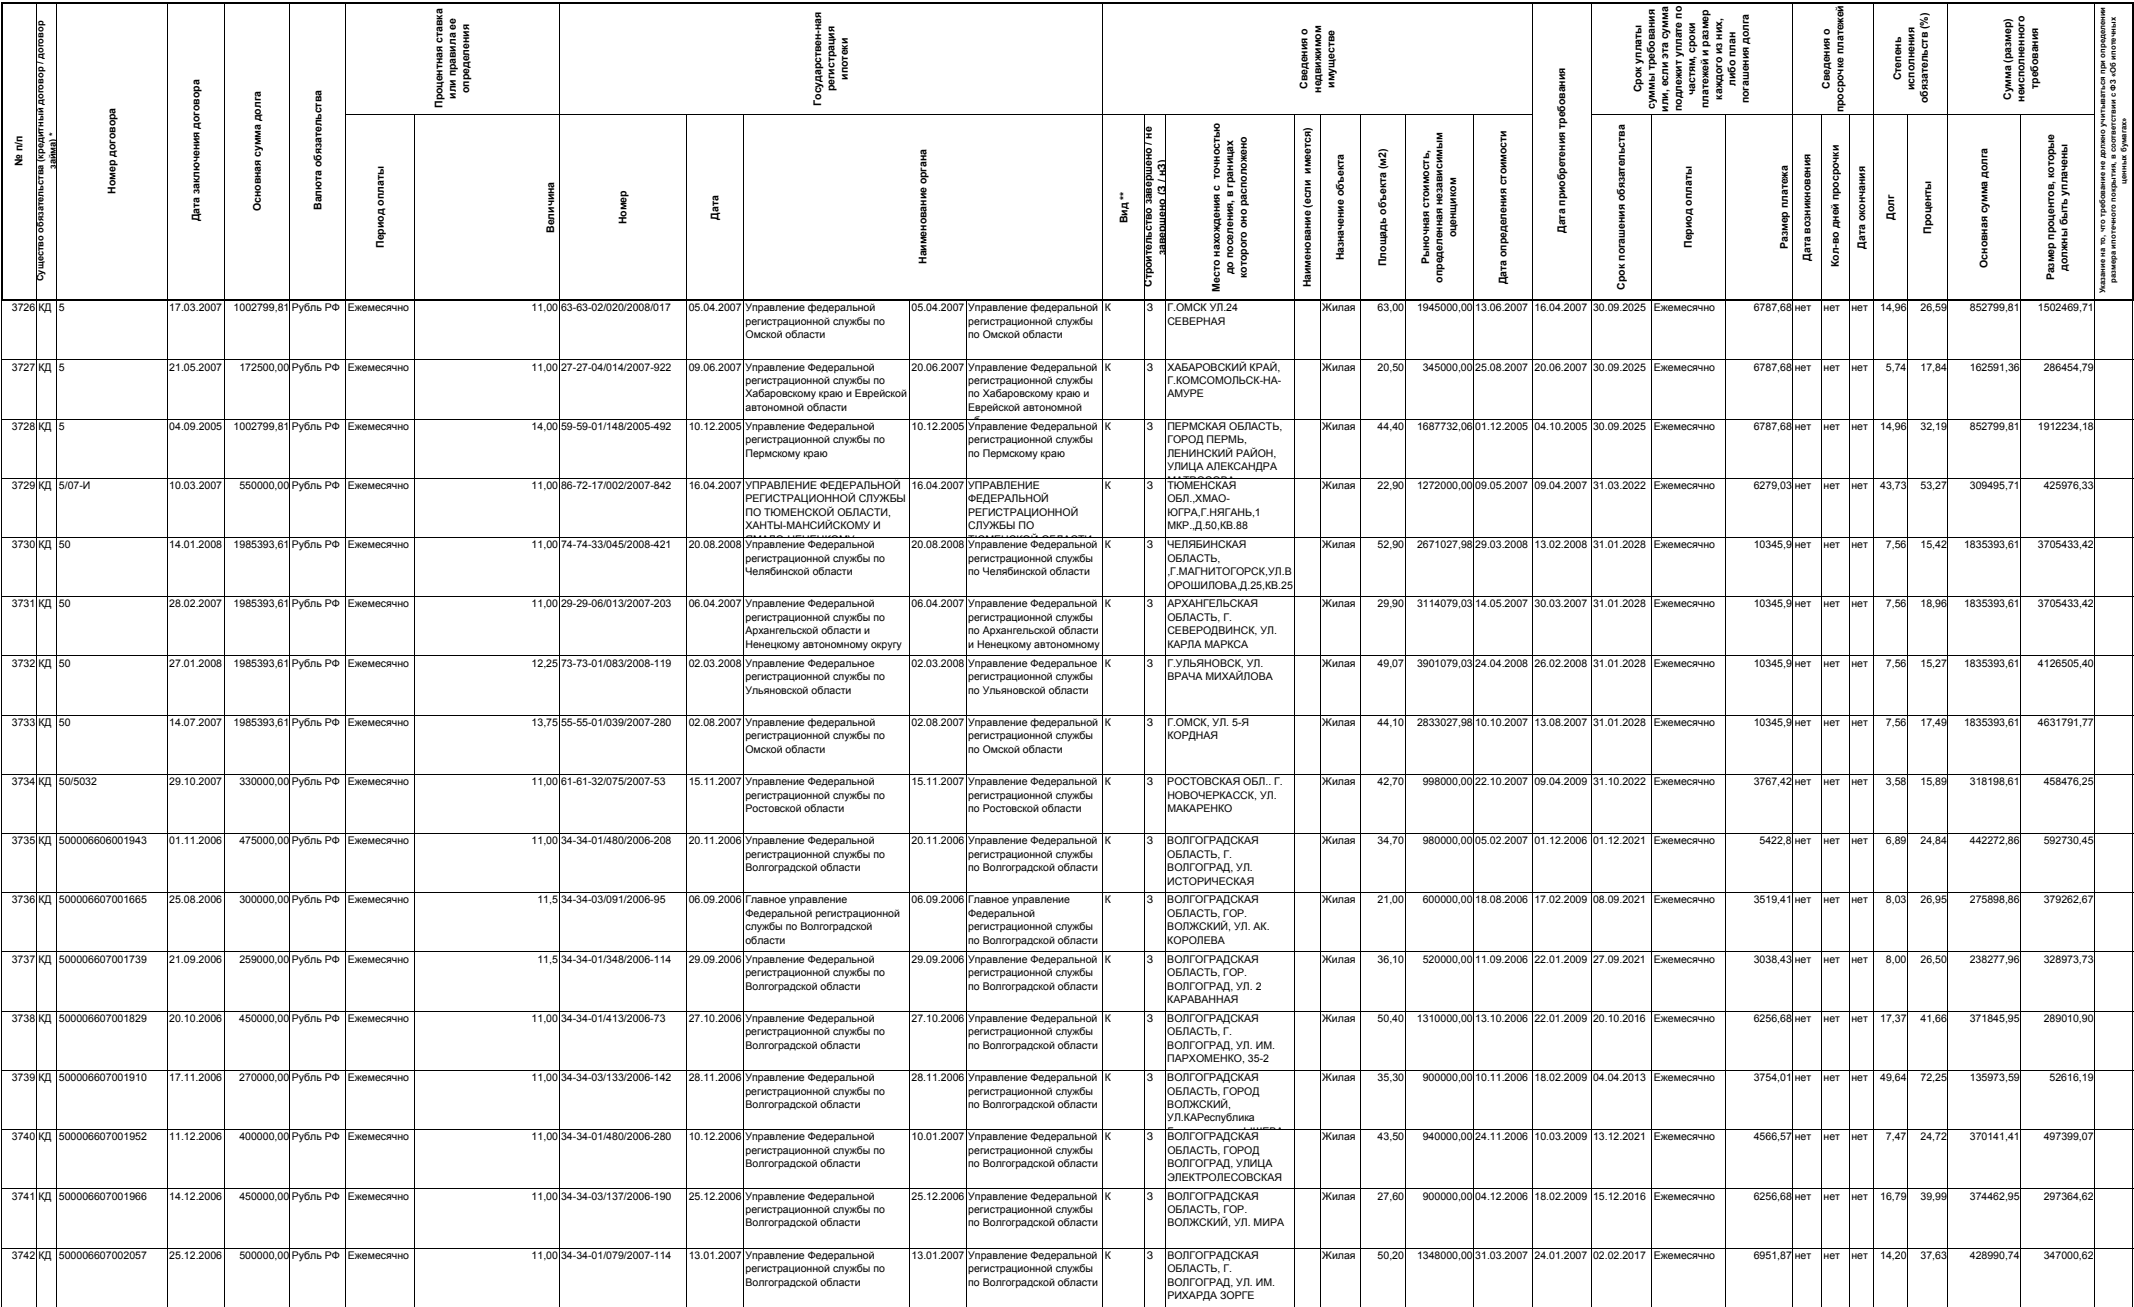 № п/п
Существо обязательства (кредитный договор / договор
займа) *
Номер договора
Дата заключения договора
Основная сумма долга
Валюта обязательства
Процентная ставка
или правила ее
определения
Период оплаты
Величина
Государствен-ная
регистрация
ипотеки
Номер
Дата
Наименование органа
Сведения о
недвижимом
имуществе
Вид **
Строительство завершено / не
завершено (З / нЗ)
Место нахождения с точностью
до поселения, в границах
которого оно расположено
Наименование (если имеется)
Назначение объекта
Площадь объекта (м2)
Рыночная стоимость,
определенная независимым
оценщиком
Дата определения стоимости
Дата приобретения требования
Срок уплаты
суммы требования
или, если эта сумма
подлежит уплате по
частям, сроки
платежей и размер
каждого из них,
либо план
погашения долга
Срок погашения обязательства
Период оплаты
Размер платежа
Сведения о
просрочке платежей
Дата возникновения
Кол-во дней просрочки
Дата окончания
Степень
исполнения
обязательств (%)
Долг
Проценты
Сумма (размер)
неисполненного
требования
Основная сумма долга
Размер процентов, которые
должны быть уплачены
Указание на то, что требование не должно учитываться при определении
размера ипотечного покрытия, в соответствии с ФЗ «Об ипотечных
ценных бумагах»
3726 КД 5 17.03.2007 1002799,81 Рубль РФ Ежемесячно 11,00 63-63-02/020/2008/017 05.04.2007 Управление федеральной регистрационной службы по Омской области 05.04.2007 Управление федеральной регистрационной службы по Омской области К З Г.ОМСК УЛ.24 СЕВЕРНАЯ Жилая 63,00 1945000,00 13.06.2007 16.04.2007 30.09.2025 Ежемесячно 6787,68 нет нет нет 14,96 26,59 852799,81 1502469,71
3727 КД 5 21.05.2007 172500,00 Рубль РФ Ежемесячно 11,00 27-27-04/014/2007-922 09.06.2007 Управление Федеральной регистрационной службы по Хабаровскому краю и Еврейской автономной области 20.06.2007 Управление Федеральной регистрационной службы по Хабаровскому краю и Еврейской автономной К З ХАБАРОВСКИЙ КРАЙ, Г.КОМСОМОЛЬСК-НА-АМУРЕ Жилая 20,50 345000,00 25.08.2007 20.06.2007 30.09.2025 Ежемесячно 6787,68 нет нет нет 5,74 17,84 162591,36 286454,79
3728 КД 5 04.09.2005 1002799,81 Рубль РФ Ежемесячно 14,00 59-59-01/148/2005-492 10.12.2005 Управление Федеральной регистрационной службы по Пермскому краю 10.12.2005 Управление Федеральной регистрационной службы по Пермскому краю К З ПЕРМСКАЯ ОБЛАСТЬ, ГОРОД ПЕРМЬ, ЛЕНИНСКИЙ РАЙОН, УЛИЦА АЛЕКСАНДРА Жилая 44,40 1687732,06 01.12.2005 04.10.2005 30.09.2025 Ежемесячно 6787,68 нет нет нет 14,96 32,19 852799,81 1912234,18
3729 КД 5/07-И 10.03.2007 550000,00 Рубль РФ Ежемесячно 11,00 86-72-17/002/2007-842 16.04.2007 УПРАВЛЕНИЕ ФЕДЕРАЛЬНОЙ РЕГИСТРАЦИОННОЙ СЛУЖБЫ ПО ТЮМЕНСКОЙ ОБЛАСТИ, ХАНТЫ-МАНСИЙСКОМУ И 16.04.2007 УПРАВЛЕНИЕ ФЕДЕРАЛЬНОЙ РЕГИСТРАЦИОННОЙ СЛУЖБЫ ПО К З ТЮМЕНСКАЯ ОБЛ.,ХМАО-ЮГРА,Г.НЯГАНЬ,1 МКР.,Д.50,КВ.88 Жилая 22,90 1272000,00 09.05.2007 09.04.2007 31.03.2022 Ежемесячно 6279,03 нет нет нет 43,73 53,27 309495,71 425976,33
3730 КД 50 14.01.2008 1985393,61 Рубль РФ Ежемесячно 11,00 74-74-33/045/2008-421 20.08.2008 Управление Федеральной регистрационной службы по Челябинской области 20.08.2008 Управление Федеральной регистрационной службы по Челябинской области К З ЧЕЛЯБИНСКАЯ ОБЛАСТЬ, ,Г.МАГНИТОГОРСК,УЛ.ВОРОШИЛОВА,Д.25,КВ.25 Жилая 52,90 2671027,98 29.03.2008 13.02.2008 31.01.2028 Ежемесячно 10345,9 нет нет нет 7,56 15,42 1835393,61 3705433,42
3731 КД 50 28.02.2007 1985393,61 Рубль РФ Ежемесячно 11,00 29-29-06/013/2007-203 06.04.2007 Управление Федеральной регистрационной службы по Архангельской области и Ненецкому автономному округу 06.04.2007 Управление Федеральной регистрационной службы по Архангельской области и Ненецкому автономному К З АРХАНГЕЛЬСКАЯ ОБЛАСТЬ, Г. СЕВЕРОДВИНСК, УЛ. КАРЛА МАРКСА Жилая 29,90 3114079,03 14.05.2007 30.03.2007 31.01.2028 Ежемесячно 10345,9 нет нет нет 7,56 18,96 1835393,61 3705433,42
3732 КД 50 27.01.2008 1985393,61 Рубль РФ Ежемесячно 12,25 73-73-01/083/2008-119 02.03.2008 Управление Федеральное регистрационной службы по Ульяновской области 02.03.2008 Управление Федеральное регистрационной службы по Ульяновской области К З Г.УЛЬЯНОВСК, УЛ. ВРАЧА МИХАЙЛОВА Жилая 49,07 3901079,03 24.04.2008 26.02.2008 31.01.2028 Ежемесячно 10345,9 нет нет нет 7,56 15,27 1835393,61 4126505,40
3733 КД 50 14.07.2007 1985393,61 Рубль РФ Ежемесячно 13,75 55-55-01/039/2007-280 02.08.2007 Управление федеральной регистрационной службы по Омской области 02.08.2007 Управление федеральной регистрационной службы по Омской области К З Г.ОМСК, УЛ. 5-Я КОРДНАЯ Жилая 44,10 2833027,98 10.10.2007 13.08.2007 31.01.2028 Ежемесячно 10345,9 нет нет нет 7,56 17,49 1835393,61 4631791,77
3734 КД 50/5032 29.10.2007 330000,00 Рубль РФ Ежемесячно 11,00 61-61-32/075/2007-53 15.11.2007 Управление Федеральной регистрационной службы по Ростовской области 15.11.2007 Управление Федеральной регистрационной службы по Ростовской области К З РОСТОВСКАЯ ОБЛ.. Г. НОВОЧЕРКАССК, УЛ. МАКАРЕНКО Жилая 42,70 998000,00 22.10.2007 09.04.2009 31.10.2022 Ежемесячно 3767,42 нет нет нет 3,58 15,89 318198,61 458476,25
3735 КД 500006606001943 01.11.2006 475000,00 Рубль РФ Ежемесячно 11,00 34-34-01/480/2006-208 20.11.2006 Управление Федеральной регистрационной службы по Волгоградской области 20.11.2006 Управление Федеральной регистрационной службы по Волгоградской области К З ВОЛГОГРАДСКАЯ ОБЛАСТЬ, Г. ВОЛГОГРАД, УЛ. ИСТОРИЧЕСКАЯ Жилая 34,70 980000,00 05.02.2007 01.12.2006 01.12.2021 Ежемесячно 5422,8 нет нет нет 6,89 24,84 442272,86 592730,45
3736 КД 500006607001665 25.08.2006 300000,00 Рубль РФ Ежемесячно 11,5 34-34-03/091/2006-95 06.09.2006 Главное управление Федеральной регистрационной службы по Волгоградской области 06.09.2006 Главное управление Федеральной регистрационной службы по Волгоградской области К З ВОЛГОГРАДСКАЯ ОБЛАСТЬ, ГОР. ВОЛЖСКИЙ, УЛ. АК. КОРОЛЕВА Жилая 21,00 600000,00 18.08.2006 17.02.2009 08.09.2021 Ежемесячно 3519,41 нет нет нет 8,03 26,95 275898,86 379262,67
3737 КД 500006607001739 21.09.2006 259000,00 Рубль РФ Ежемесячно 11,5 34-34-01/348/2006-114 29.09.2006 Управление Федеральной регистрационной службы по Волгоградской области 29.09.2006 Управление Федеральной регистрационной службы по Волгоградской области К З ВОЛГОГРАДСКАЯ ОБЛАСТЬ, ГОР. ВОЛГОГРАД, УЛ. 2 КАРАВАННАЯ Жилая 36,10 520000,00 11.09.2006 22.01.2009 27.09.2021 Ежемесячно 3038,43 нет нет нет 8,00 26,50 238277,96 328973,73
3738 КД 500006607001829 20.10.2006 450000,00 Рубль РФ Ежемесячно 11,00 34-34-01/413/2006-73 27.10.2006 Управление Федеральной регистрационной службы по Волгоградской области 27.10.2006 Управление Федеральной регистрационной службы по Волгоградской области К З ВОЛГОГРАДСКАЯ ОБЛАСТЬ, Г. ВОЛГОГРАД, УЛ. ИМ. ПАРХОМЕНКО, 35-2 Жилая 50,40 1310000,00 13.10.2006 22.01.2009 20.10.2016 Ежемесячно 6256,68 нет нет нет 17,37 41,66 371845,95 289010,90
3739 КД 500006607001910 17.11.2006 270000,00 Рубль РФ Ежемесячно 11,00 34-34-03/133/2006-142 28.11.2006 Управление Федеральной регистрационной службы по Волгоградской области 28.11.2006 Управление Федеральной регистрационной службы по Волгоградской области К З ВОЛГОГРАДСКАЯ ОБЛАСТЬ, ГОРОД ВОЛЖСКИЙ, УЛ.КАРеспублика Жилая 35,30 900000,00 10.11.2006 18.02.2009 04.04.2013 Ежемесячно 3754,01 нет нет нет 49,64 72,25 135973,59 52616,19
3740 КД 500006607001952 11.12.2006 400000,00 Рубль РФ Ежемесячно 11,00 34-34-01/480/2006-280 10.12.2006 Управление Федеральной регистрационной службы по Волгоградской области 10.01.2007 Управление Федеральной регистрационной службы по Волгоградской области К З ВОЛГОГРАДСКАЯ ОБЛАСТЬ, ГОРОД ВОЛГОГРАД, УЛИЦА ЭЛЕКТРОЛЕСОВСКАЯ Жилая 43,50 940000,00 24.11.2006 10.03.2009 13.12.2021 Ежемесячно 4566,57 нет нет нет 7,47 24,72 370141,41 497399,07
3741 КД 500006607001966 14.12.2006 450000,00 Рубль РФ Ежемесячно 11,00 34-34-03/137/2006-190 25.12.2006 Управление Федеральной регистрационной службы по Волгоградской области 25.12.2006 Управление Федеральной регистрационной службы по Волгоградской области К З ВОЛГОГРАДСКАЯ ОБЛАСТЬ, ГОР. ВОЛЖСКИЙ, УЛ. МИРА Жилая 27,60 900000,00 04.12.2006 18.02.2009 15.12.2016 Ежемесячно 6256,68 нет нет нет 16,79 39,99 374462,95 297364,62
3742 КД 500006607002057 25.12.2006 500000,00 Рубль РФ Ежемесячно 11,00 34-34-01/079/2007-114 13.01.2007 Управление Федеральной регистрационной службы по Волгоградской области 13.01.2007 Управление Федеральной регистрационной службы по Волгоградской области К З ВОЛГОГРАДСКАЯ ОБЛАСТЬ, Г. ВОЛГОГРАД, УЛ. ИМ. РИХАРДА ЗОРГЕ Жилая 50,20 1348000,00 31.03.2007 24.01.2007 02.02.2017 Ежемесячно 6951,87 нет нет нет 14,20 37,63 428990,74 347000,62